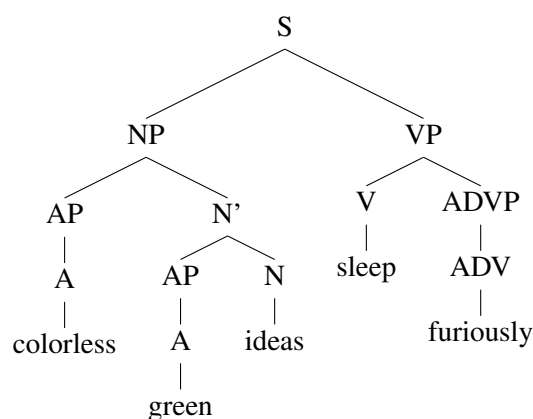 S
NP VP
AP N’ V ADVP
A AP N sleep ADV
colorless A ideas furiously
green